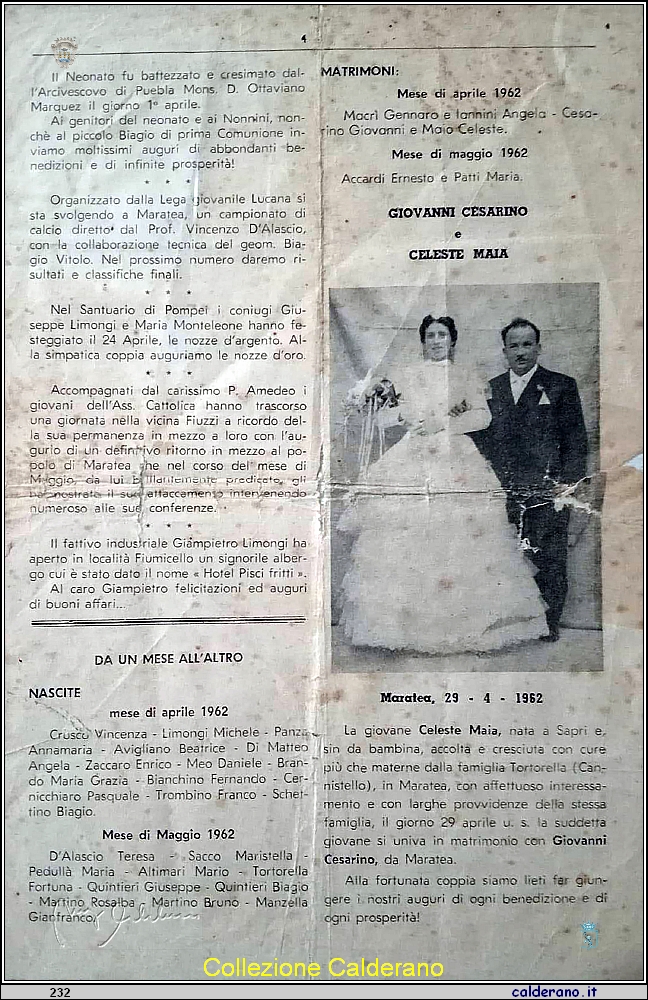 4
Il Neonato fu battezzato e cresimato dal-
l'Arcivescovo di Puebla Mons. D. Ottaviano
Marquez il giorno 1º aprile.
Ai genitori del neonato e ai Nonnini, non-
chè al piccolo Biagio di prima Comunione in-
viamo moltissimi auguri di abbondanti be-
nedizioni e di infinite prosperità!
* * *
Organizzato dalla Lega giovanile Lucana si
sta svolgendo a Maratea, un campionato di
calcio diretto dal Prof. Vincenzo D'Alascio,
con la collaborazione tecnica del geom. Bia-
gio Vitolo. Nel prossimo numero daremo ri-
sultati e classifiche finali.
* * *
Nel Santuario di Pompei i coniugi Giu-
seppe Limongi e Maria Monteleone hanno fe-
steggiato il 24 Aprile, le nozze d'argento. Al-
la simpatica coppia auguriamo le nozze d'oro.
* * *
Accompagnati dal carissimo P. Amedeo i
giovani dell'Ass. Cattolica hanno trascorso
una giornata nella vicina Fiuzzi a ricordo del-
la sua permanenza in mezzo a loro con l'au-
gurio di un definitivo ritorno in mezzo al po-
polo di Maratea che nel corso del mese di
Maggio, da lui brillantemente predicato, gli
ha mostrato il suo attaccamento intervenendo
numeroso alle sue conferenze.
* * *
Il fattivo industriale Giampietro Limongi ha
aperto in località Fiumicello un signorile alber-
go cui è stato dato il nome « Hotel Pisci fritti ».
Al caro Giampietro felicitazioni ed auguri
di buoni affari...
DA UN MESE ALL'ALTRO
NASCITE
mese di aprile 1962
Crusco Vincenza - Limongi Michele - Panza
Annamaria - Avigliano Beatrice - Di Matteo
Angela - Zaccaro Enrico - Meo Daniele - Bran-
do Maria Grazia - Bianchino Fernando - Cer-
nicchiaro Pasquale - Trombino Franco - Schet-
tino Biagio.
Mese di Maggio 1962
D'Alascio Teresa - Sacco Maristella -
Pedullà Maria - Altimari Mario - Tortorella
Fortuna - Quintieri Giuseppe - Quintieri Biagio
- Martino Rosalba - Martino Bruno - Manzella
Gianfranco.
MATRIMONI:
Mese di aprile 1962
Macrì Gennaro e Iannini Angela - Cesa-
rino Giovanni e Maio Celeste.
Mese di maggio 1962
Accardi Ernesto e Patti Maria.
GIOVANNI CESARINO
e
CELESTE MAIA
Maratea, 29 - 4 - 1962
La giovane Celeste Maia, nata a Sapri e,
sin da bambina, accolta e cresciuta con cure
più che materne dalla famiglia Tortorella (Can-
nistello), in Maratea, con affettuoso interessa-
mento e con larghe provvidenze della stessa
famiglia, il giorno 29 aprile u. s. la suddetta
giovane si univa in matrimonio con Giovanni
Cesarino, da Maratea.
Alla fortunata coppia siamo lieti far giun-
gere i nostri auguri di ogni benedizione e di
ogni prosperità!
Collezione Calderano
232
calderano.it